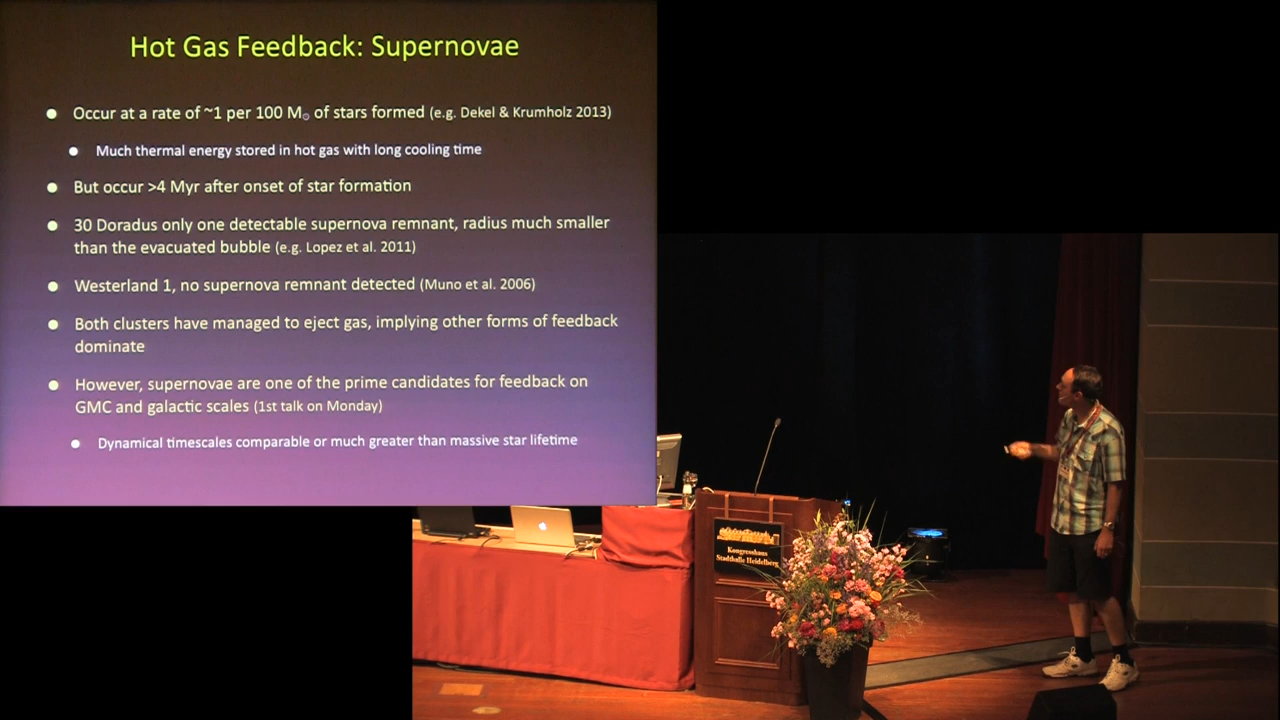 Hot Gas Feedback: Supernovae
Occur at a rate of ~1 per 100 M☉ of stars formed (e.g. Dekel & Krumholz 2013)
Much thermal energy stored in hot gas with long cooling time
But occur >4 Myr after onset of star formation
30 Doradus only one detectable supernova remnant, radius much smaller
than the evacuated bubble (e.g. Lopez et al. 2011)
Westerland 1, no supernova remnant detected (Muno et al. 2006)
Both clusters have managed to eject gas, implying other forms of feedback
dominate
However, supernovae are one of the prime candidates for feedback on
GMC and galactic scales (1st talk on Monday)
Dynamical timescales comparable or much greater than massive star lifetime
Kongresshaus
Stadthalle Heidelberg